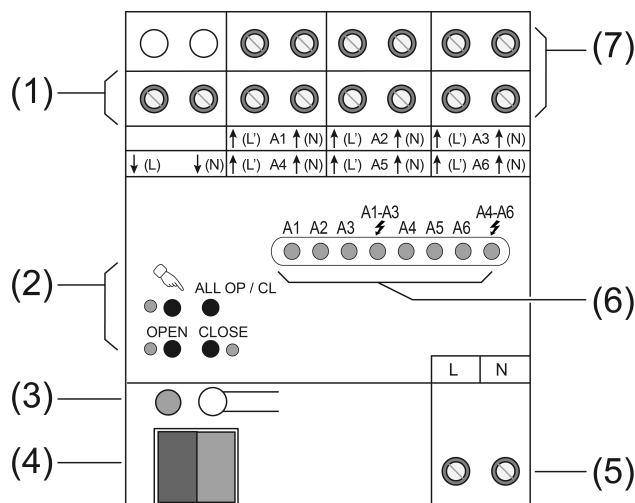 (1)
(7)
↑ (L') A1 ↑ (N) ↑ (L') A2 ↑ (N) ↑ (L') A3 ↑ (N)
↓ (L) ↓ (N) ↑ (L') A4 ↑ (N) ↑ (L') A5 ↑ (N) ↑ (L') A6 ↑ (N)
A1-A3 A4-A6
A1 A2 A3 A4 A5 A6
(2)
ALL OP / CL
(6)
OPEN CLOSE
L N
(3)
(4)
(5)